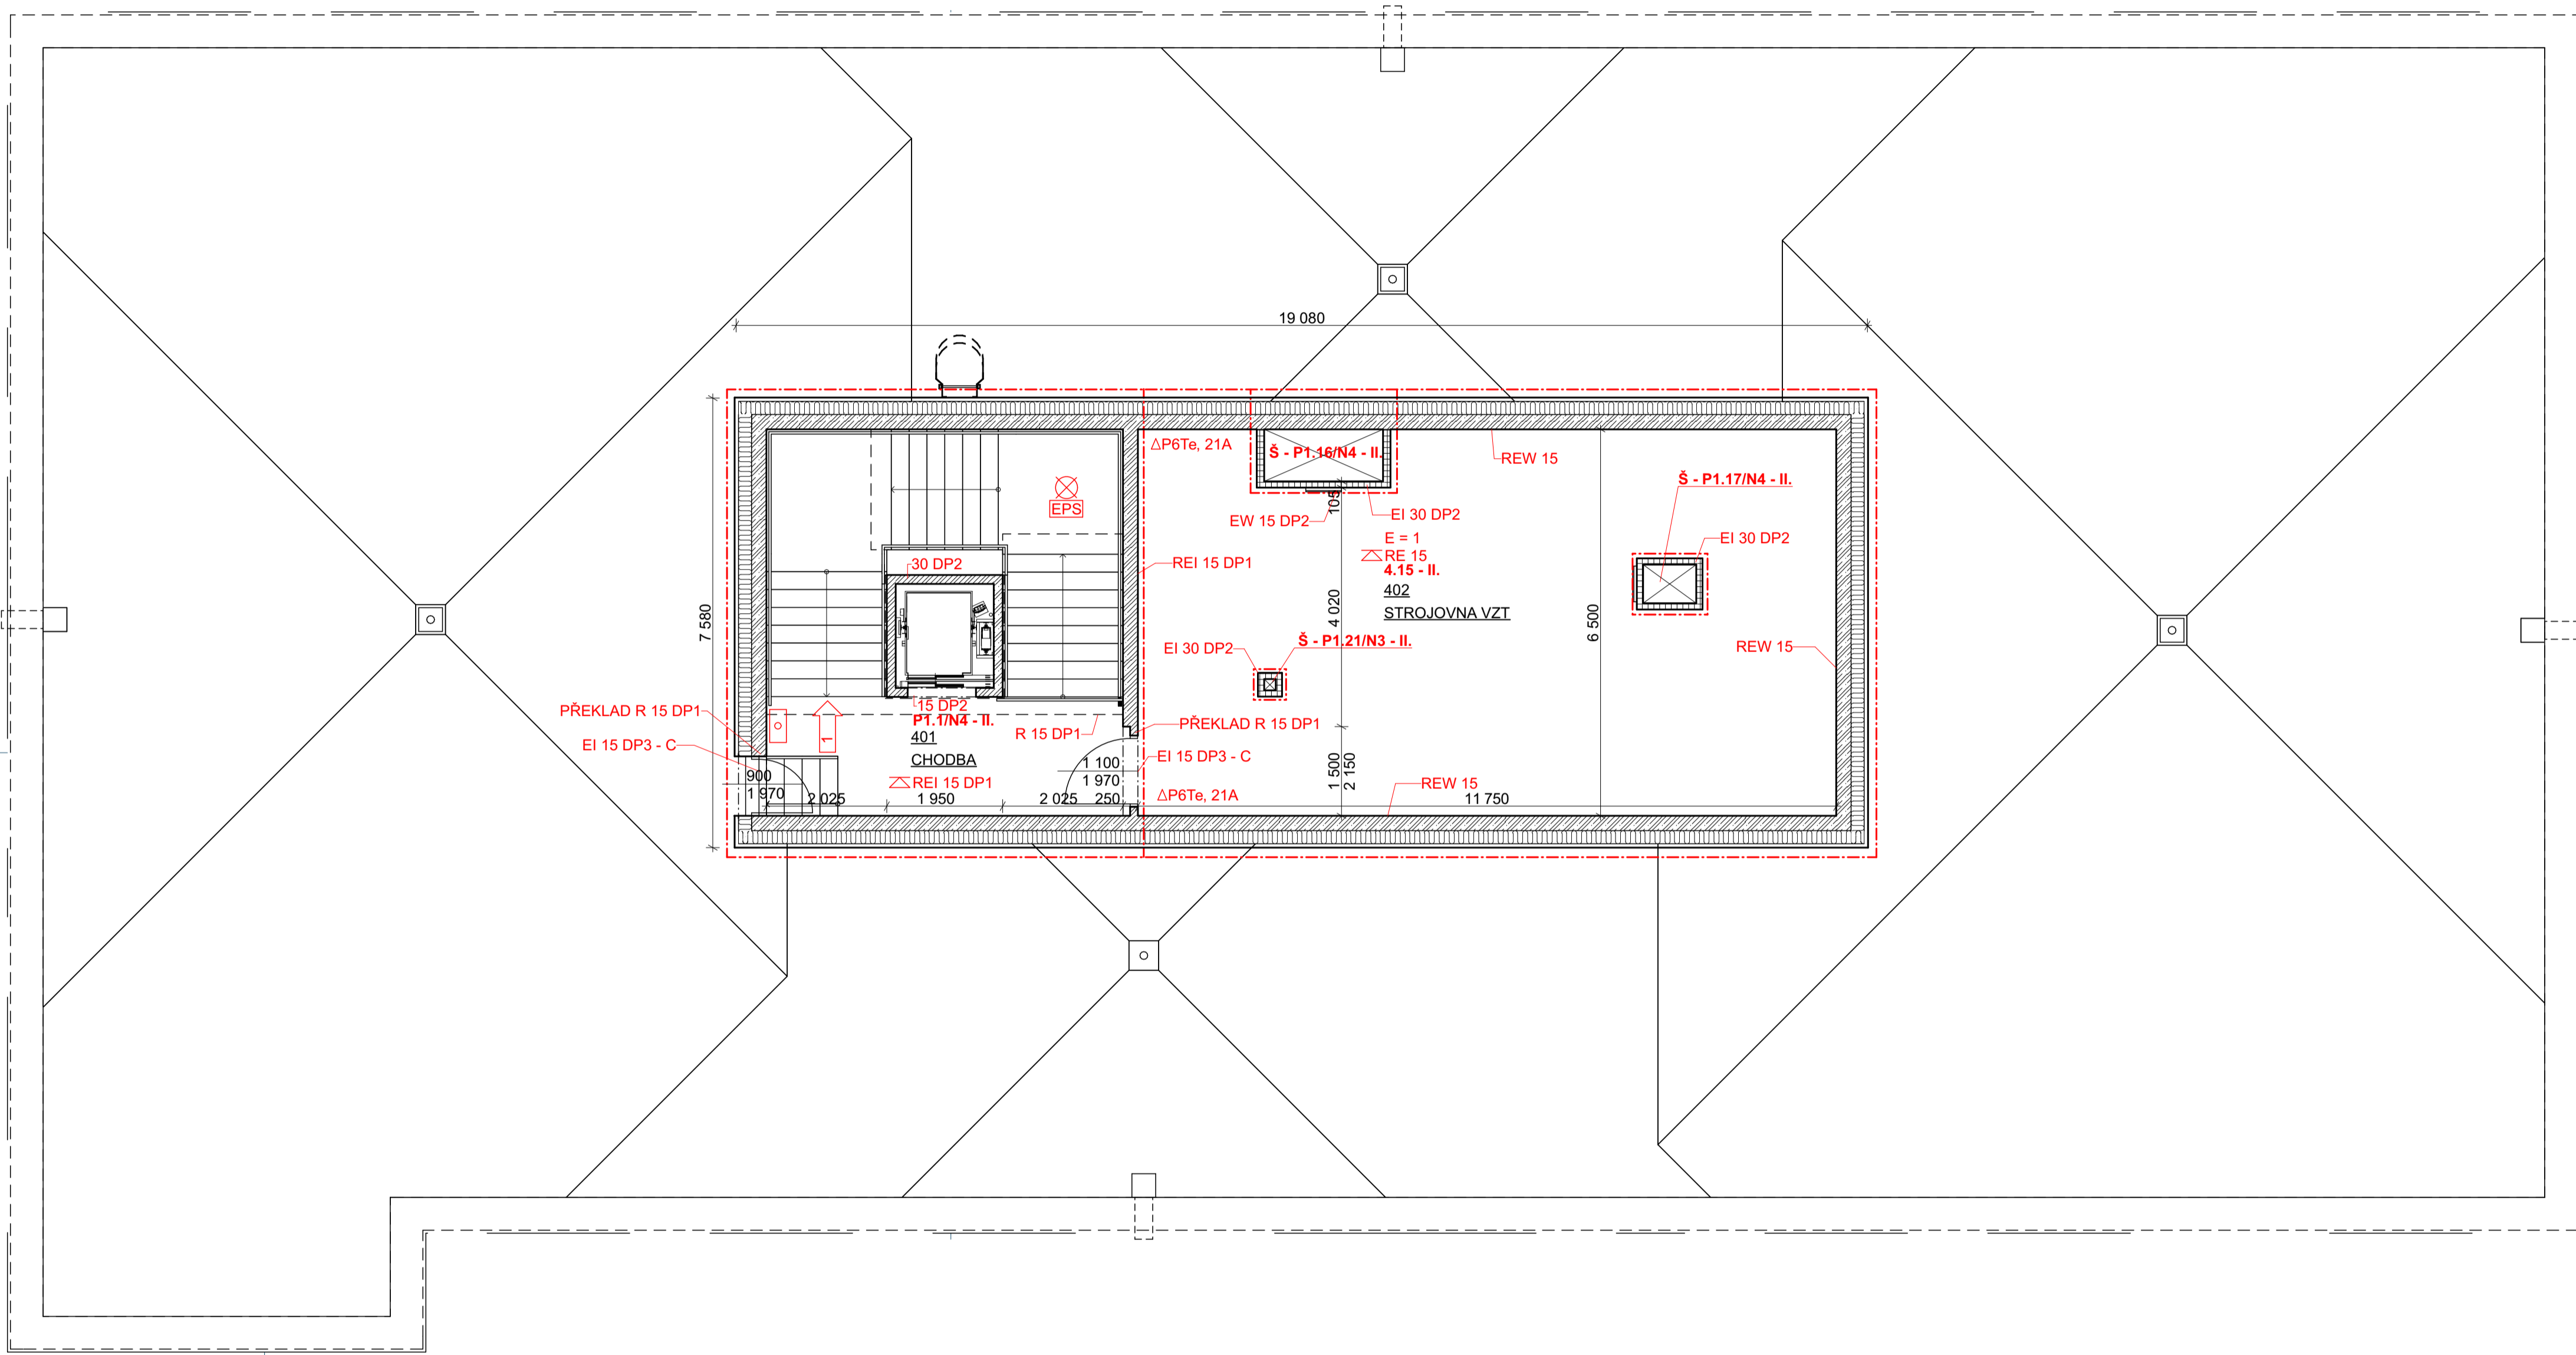 19 080
7 580
ΔP6Te, 21A
Š - P1.16/N4 - II.
REW 15
Š - P1.17/N4 - II.
EPS
105
EW 15 DP2
EI 30 DP2
E = 1
RE 15
4.15 - II.
402
STROJOVNA VZT
EI 30 DP2
REI 15 DP1
30 DP2
4 020
6 500
Š - P1.21/N3 - II.
EI 30 DP2
REW 15
PŘEKLAD R 15 DP1
EI 15 DP3 - C
1
15 DP2
P1.1/N4 - II.
401
CHODBA
REI 15 DP1
R 15 DP1
PŘEKLAD R 15 DP1
EI 15 DP3 - C
900
1 970
1 100
1 970
1 500
2 150
REW 15
2 025
1 950
2 025
250
ΔP6Te, 21A
11 750